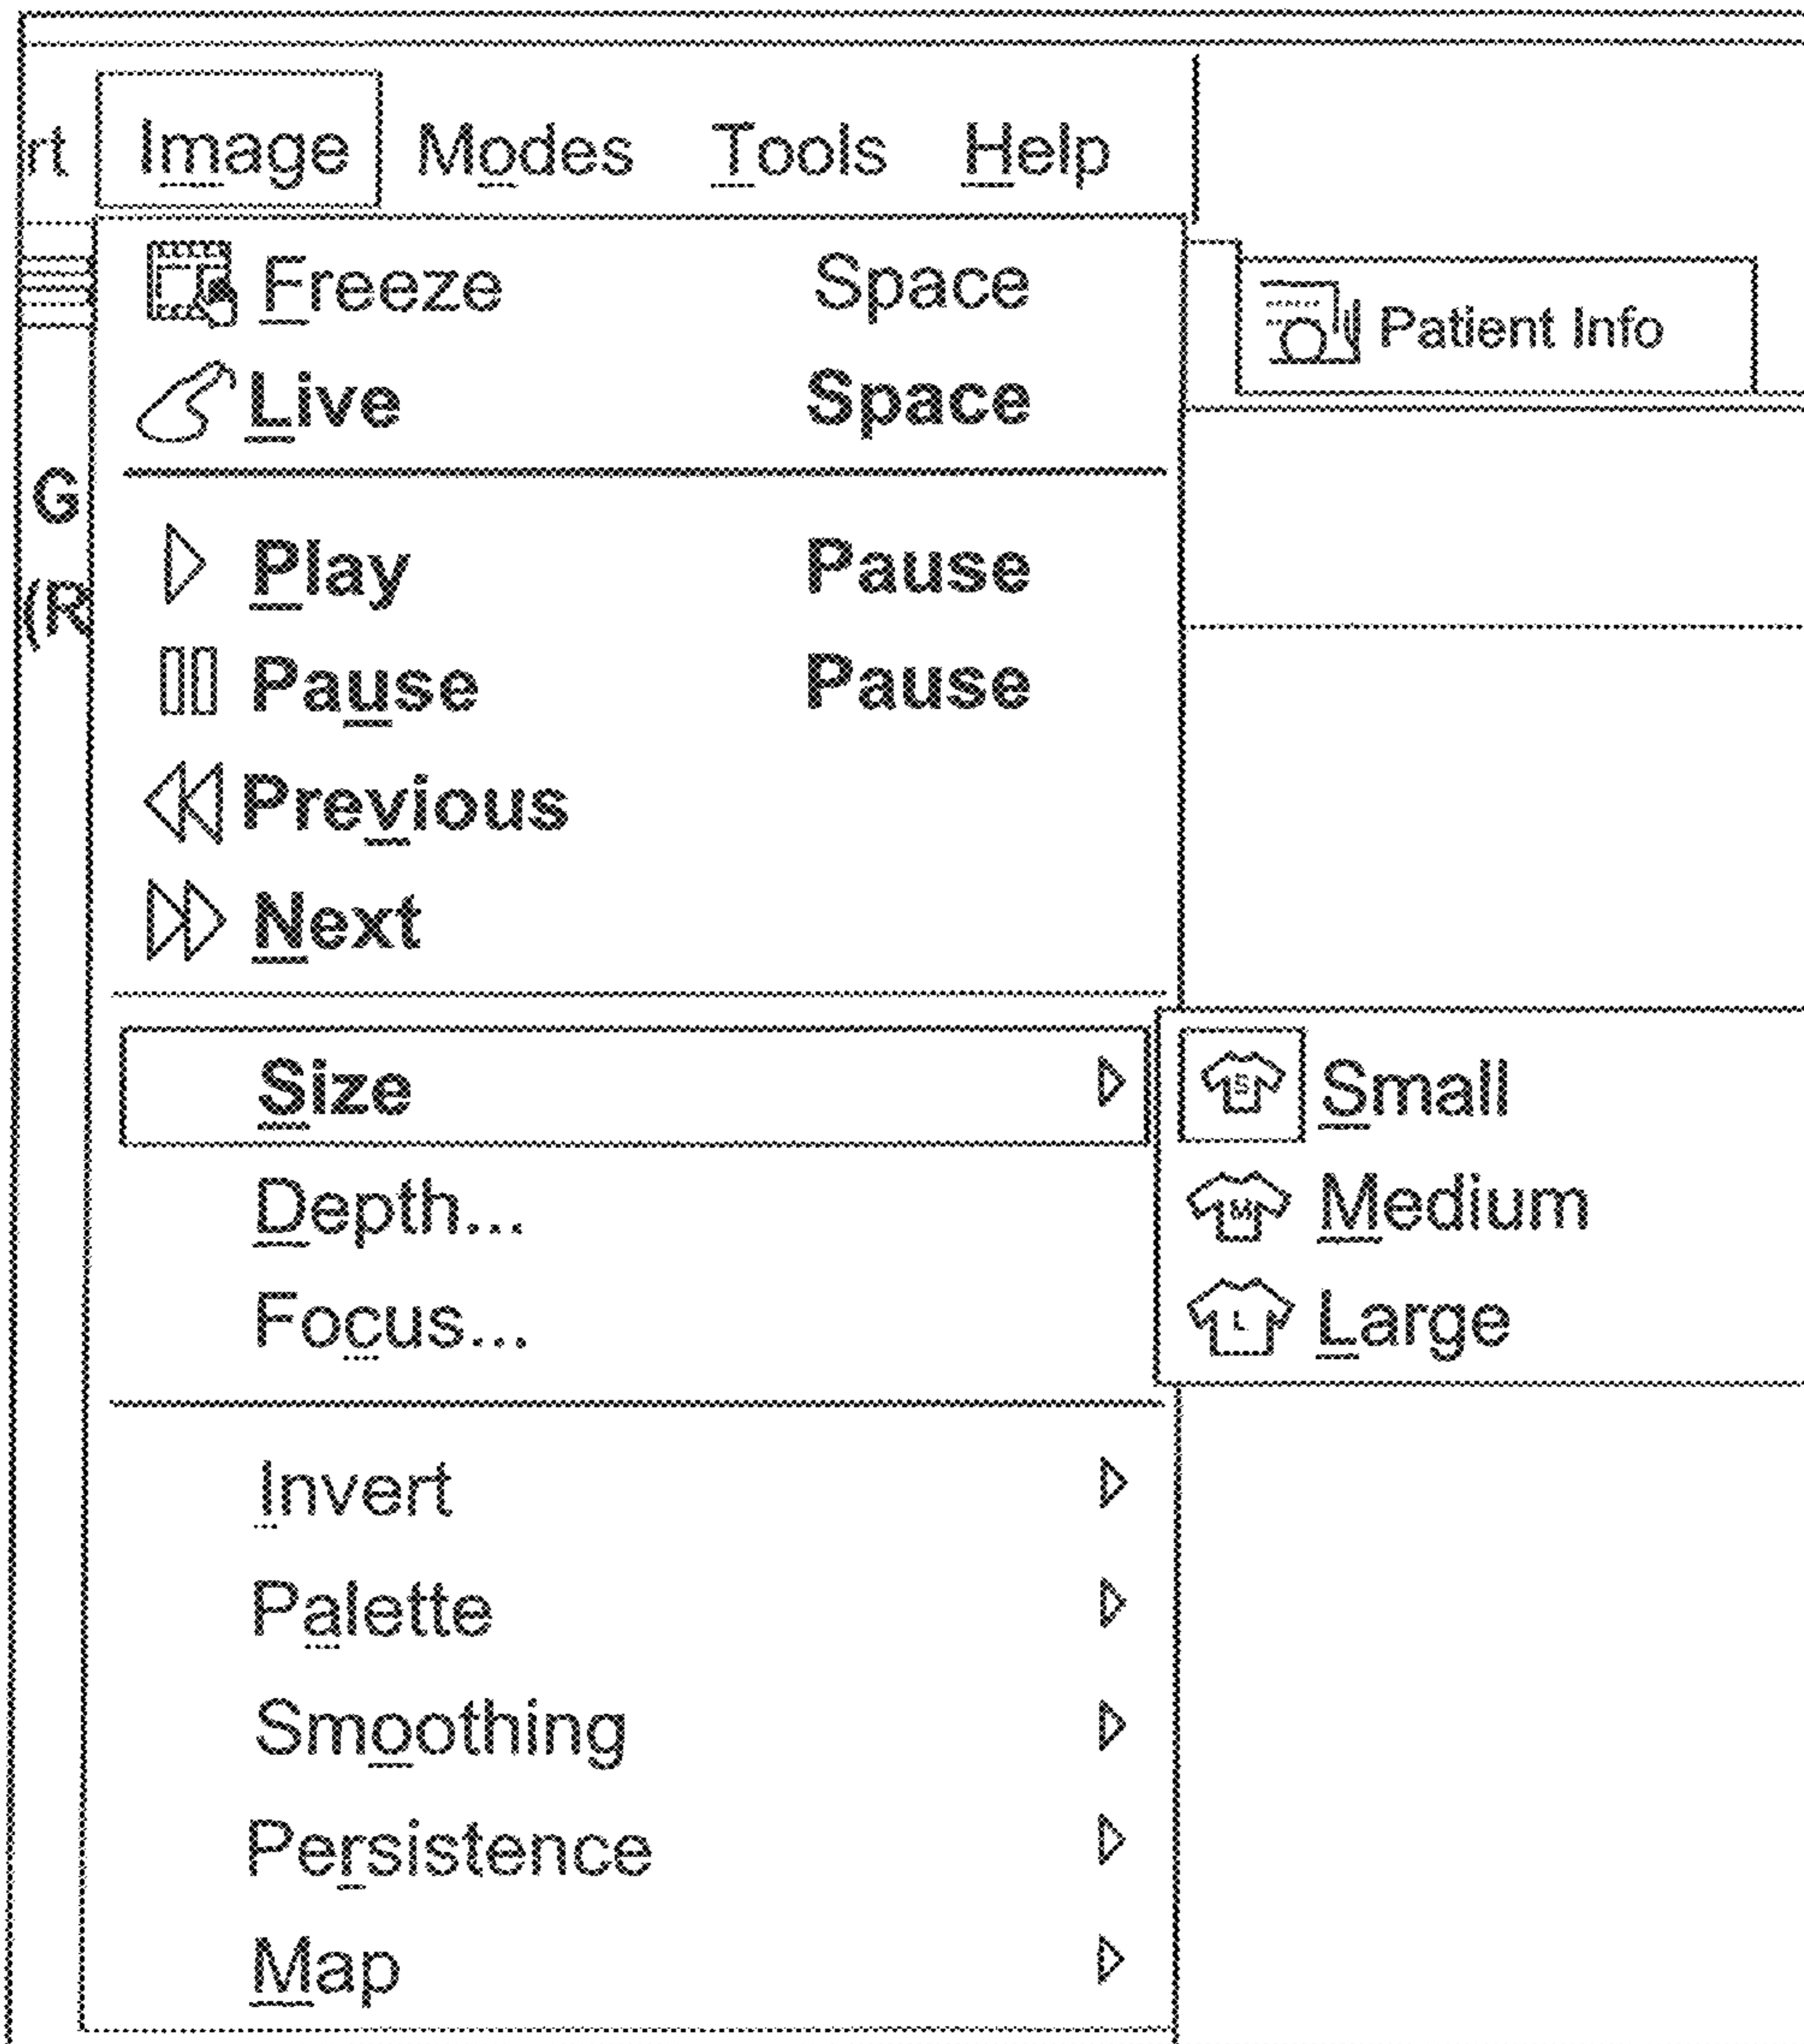 rt Image Modes Tools Help
Freeze Space
Patient Info
Live Space
G
Play Pause
(R
Pause Pause
Previous
Next
Size
S Small
Depth...
M Medium
Focus...
L Large
Invert
Palette
Smoothing
Persistence
Map